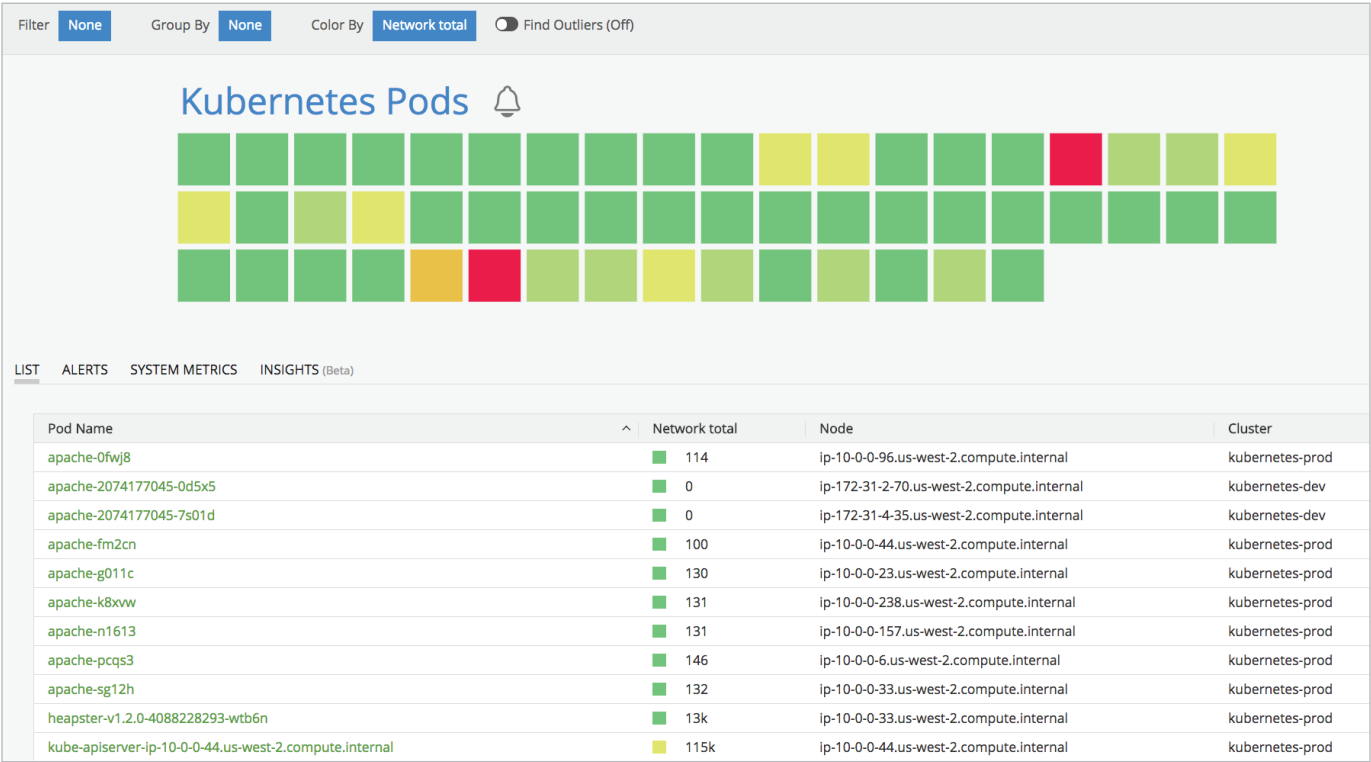 Filter None Group By None Color By Network total Find Outliers (Off)
Kubernetes Pods
LIST ALERTS SYSTEM METRICS INSIGHTS (Beta)
Pod Name Network total Node Cluster
apache-0fwj8 114 ip-10-0-0-96.us-west-2.compute.internal kubernetes-prod
apache-2074177045-0d5x5 0 ip-172-31-2-70.us-west-2.compute.internal kubernetes-dev
apache-2074177045-7s01d 0 ip-172-31-4-35.us-west-2.compute.internal kubernetes-dev
apache-fm2cn 100 ip-10-0-0-44.us-west-2.compute.internal kubernetes-prod
apache-g011c 130 ip-10-0-0-23.us-west-2.compute.internal kubernetes-prod
apache-k8xvw 131 ip-10-0-0-238.us-west-2.compute.internal kubernetes-prod
apache-n1613 131 ip-10-0-0-157.us-west-2.compute.internal kubernetes-prod
apache-pcqs3 146 ip-10-0-0-6.us-west-2.compute.internal kubernetes-prod
apache-sg12h 132 ip-10-0-0-33.us-west-2.compute.internal kubernetes-prod
heapster-v1.2.0-4088228293-wtb6n 13k ip-10-0-0-33.us-west-2.compute.internal kubernetes-prod
kube-apiserver-ip-10-0-0-44.us-west-2.compute.internal 115k ip-10-0-0-44.us-west-2.compute.internal kubernetes-prod